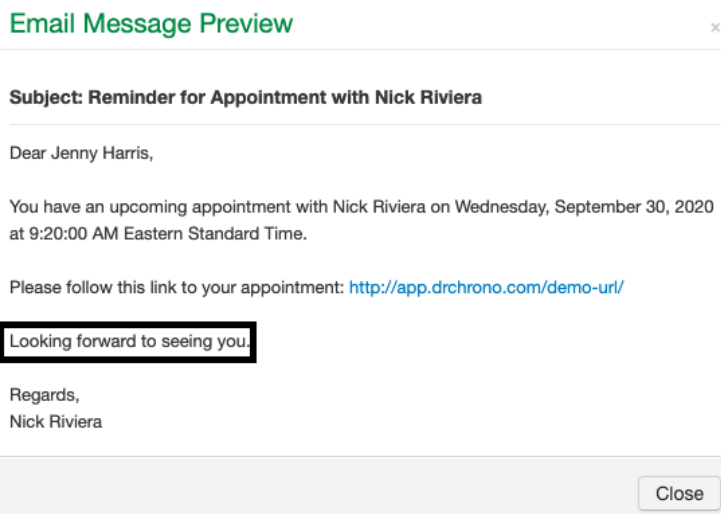 Email Message Preview
×
Subject: Reminder for Appointment with Nick Riviera
Dear Jenny Harris,
You have an upcoming appointment with Nick Riviera on Wednesday, September 30, 2020
at 9:20:00 AM Eastern Standard Time.
Please follow this link to your appointment: http://app.drchrono.com/demo-url/
Looking forward to seeing you.
Regards,
Nick Riviera
Close